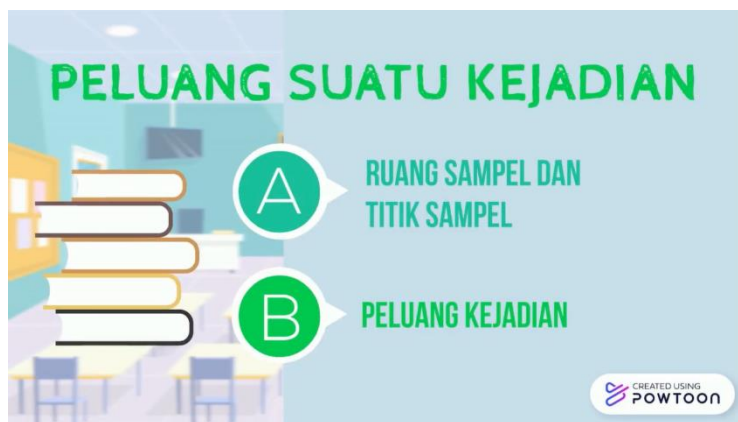 PELUANG SUATU KEJADIAN
A
RUANG SAMPEL DAN
TITIK SAMPEL
B
PELUANG KEJADIAN
CREATED USING
POWTOON